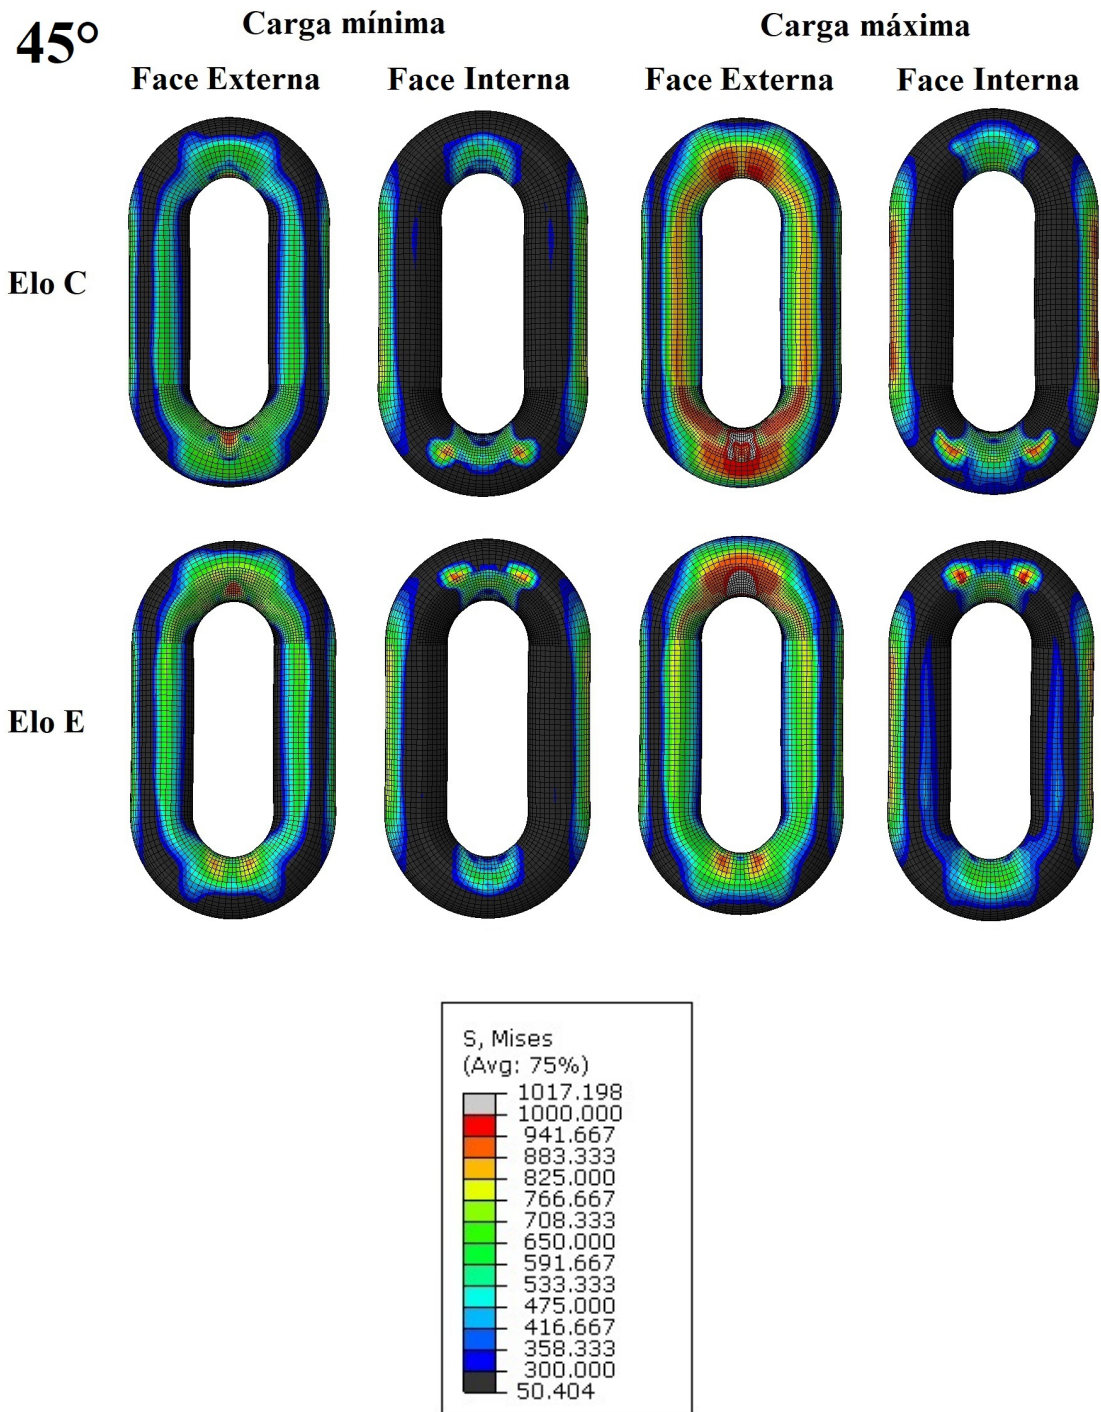 45°
Carga mínima
Carga máxima
Face Externa
Face Interna
Face Externa
Face Interna
Elo C
Elo E
S, Mises
(Avg: 75%)
1017.198
1000.000
941.667
883.333
825.000
766.667
708.333
650.000
591.667
533.333
475.000
416.667
358.333
300.000
50.404